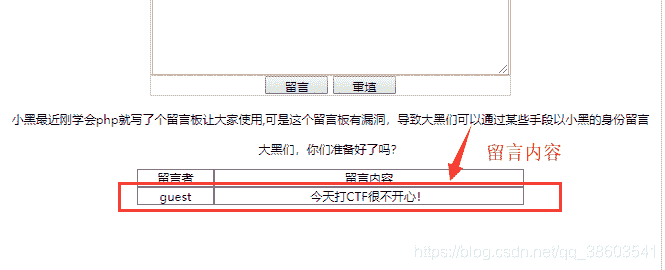 留言 重填
小黑最近刚学会php就写了个留言板让大家使用,可是这个留言板有漏洞，导致大黑们可以通过某些手段以小黑的身份留言
大黑们，你们准备好了吗？
留言内容
留言者 留言内容
guest 今天打CTF很不开心！
https://blog.csdn.net/qq_38603541